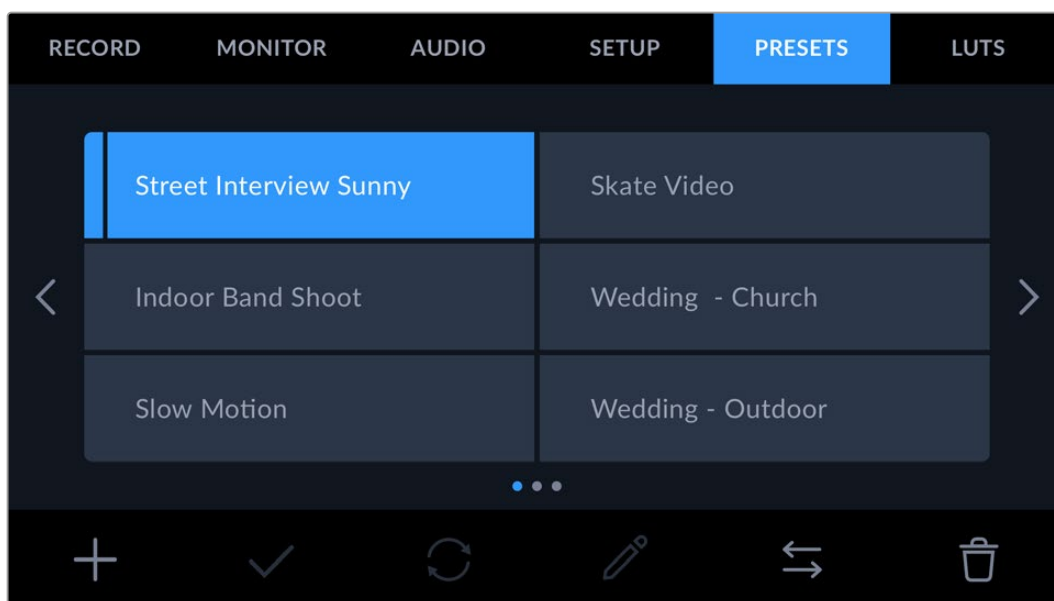 RECORD MONITOR AUDIO SETUP PRESETS LUTS
Street Interview Sunny Skate Video
Indoor Band Shoot Wedding - Church
Slow Motion Wedding - Outdoor